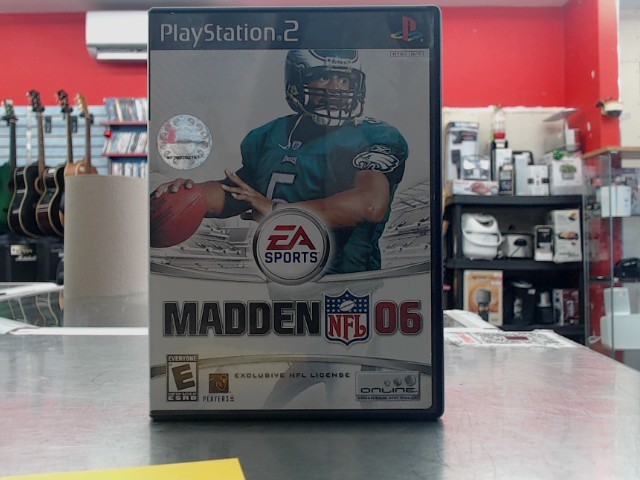 PlayStation 2
EA
SPORTS
MADDEN NFL 06
EVERYONE
E
ESRB
PLAYERS
EXCLUSIVE NFL LICENSE
ONLINE